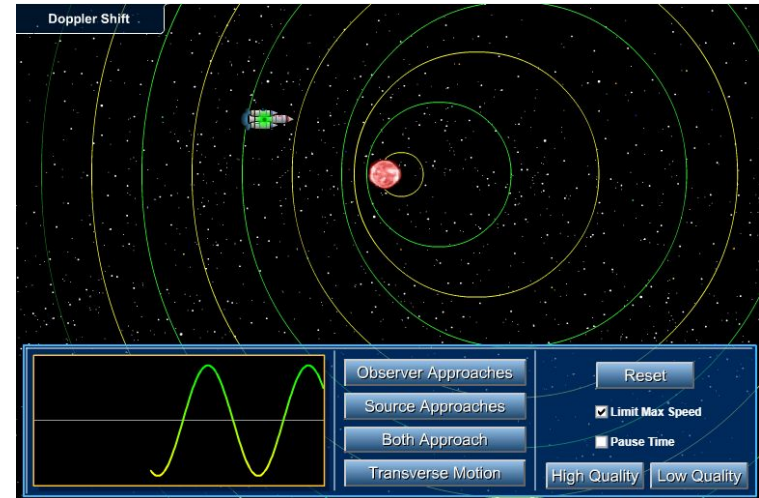 Doppler Shift
Observer Approaches
Source Approaches
Both Approach
Transverse Motion
Reset
Limit Max Speed
Pause Time
High Quality
Low Quality